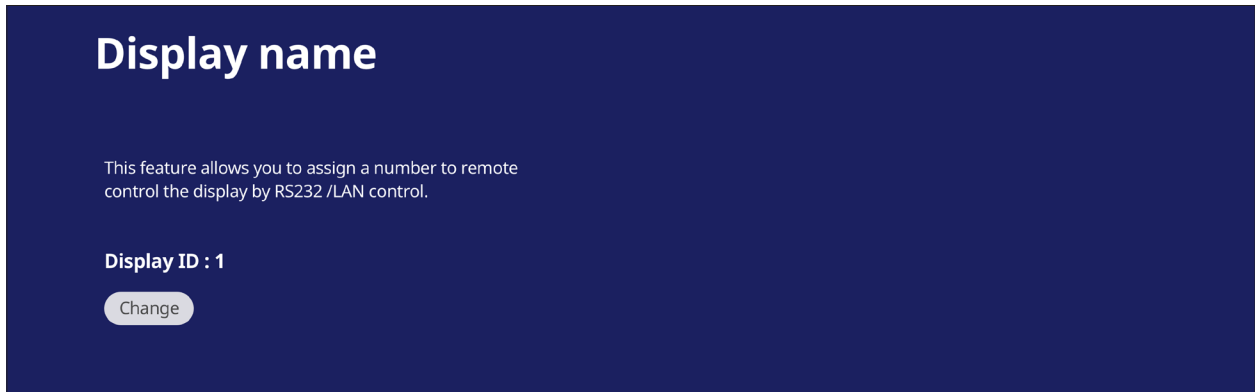 Display name
This feature allows you to assign a number to remote
control the display by RS232 /LAN control.
Display ID : 1
Change